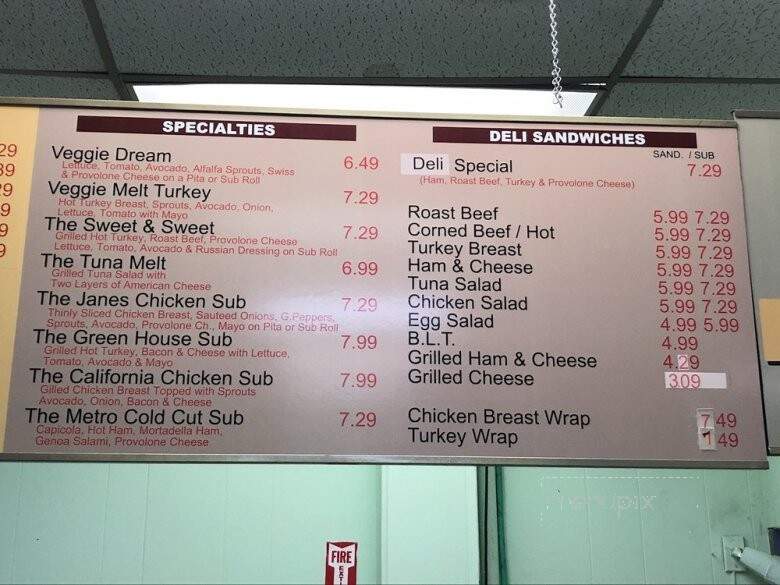 SPECIALTIES
Veggie Dream 6.49
Lettuce, Tomato, Avocado, Alfalfa Sprouts, Swiss
& Provolone Cheese on a Pita or Sub Roll
Veggie Melt Turkey 7.29
Hot Turkey Breast, Sprouts, Avocado, Onion,
Lettuce, Tomato with Mayo
The Sweet & Sweet 7.29
Grilled Hot Turkey, Roast Beef, Provolone Cheese
Lettuce, Tomato, Avocado & Russian Dressing on Sub Roll
The Tuna Melt 6.99
Grilled Tuna Salad with
Two Layers of American Cheese
The Janes Chicken Sub 7.29
Thinly Sliced Chicken Breast, Sauteed Onions, G.Peppers,
Sprouts, Avocado, Provolone Ch., Mayo on Pita or Sub Roll
The Green House Sub 7.99
Grilled Hot Turkey, Bacon & Cheese with Lettuce,
Tomato, Avocado & Mayo
The California Chicken Sub 7.99
Gilled Chicken Breast Topped with Sprouts
Avocado, Onion, Bacon & Cheese
The Metro Cold Cut Sub 7.29
Capicola, Hot Ham, Mortadella Ham,
Genoa Salami, Provolone Cheese
DELI SANDWICHES
SAND. / SUB
Deli Special 7.29
(Ham, Roast Beef, Turkey & Provolone Cheese)
Roast Beef 5.99 7.29
Corned Beef / Hot 5.99 7.29
Turkey Breast 5.99 7.29
Ham & Cheese 5.99 7.29
Tuna Salad 5.99 7.29
Chicken Salad 5.99 7.29
Egg Salad 4.99 5.99
B.L.T. 4.99
Grilled Ham & Cheese 4.29
Grilled Cheese 3.09
Chicken Breast Wrap 7.49
Turkey Wrap 49
FIRE